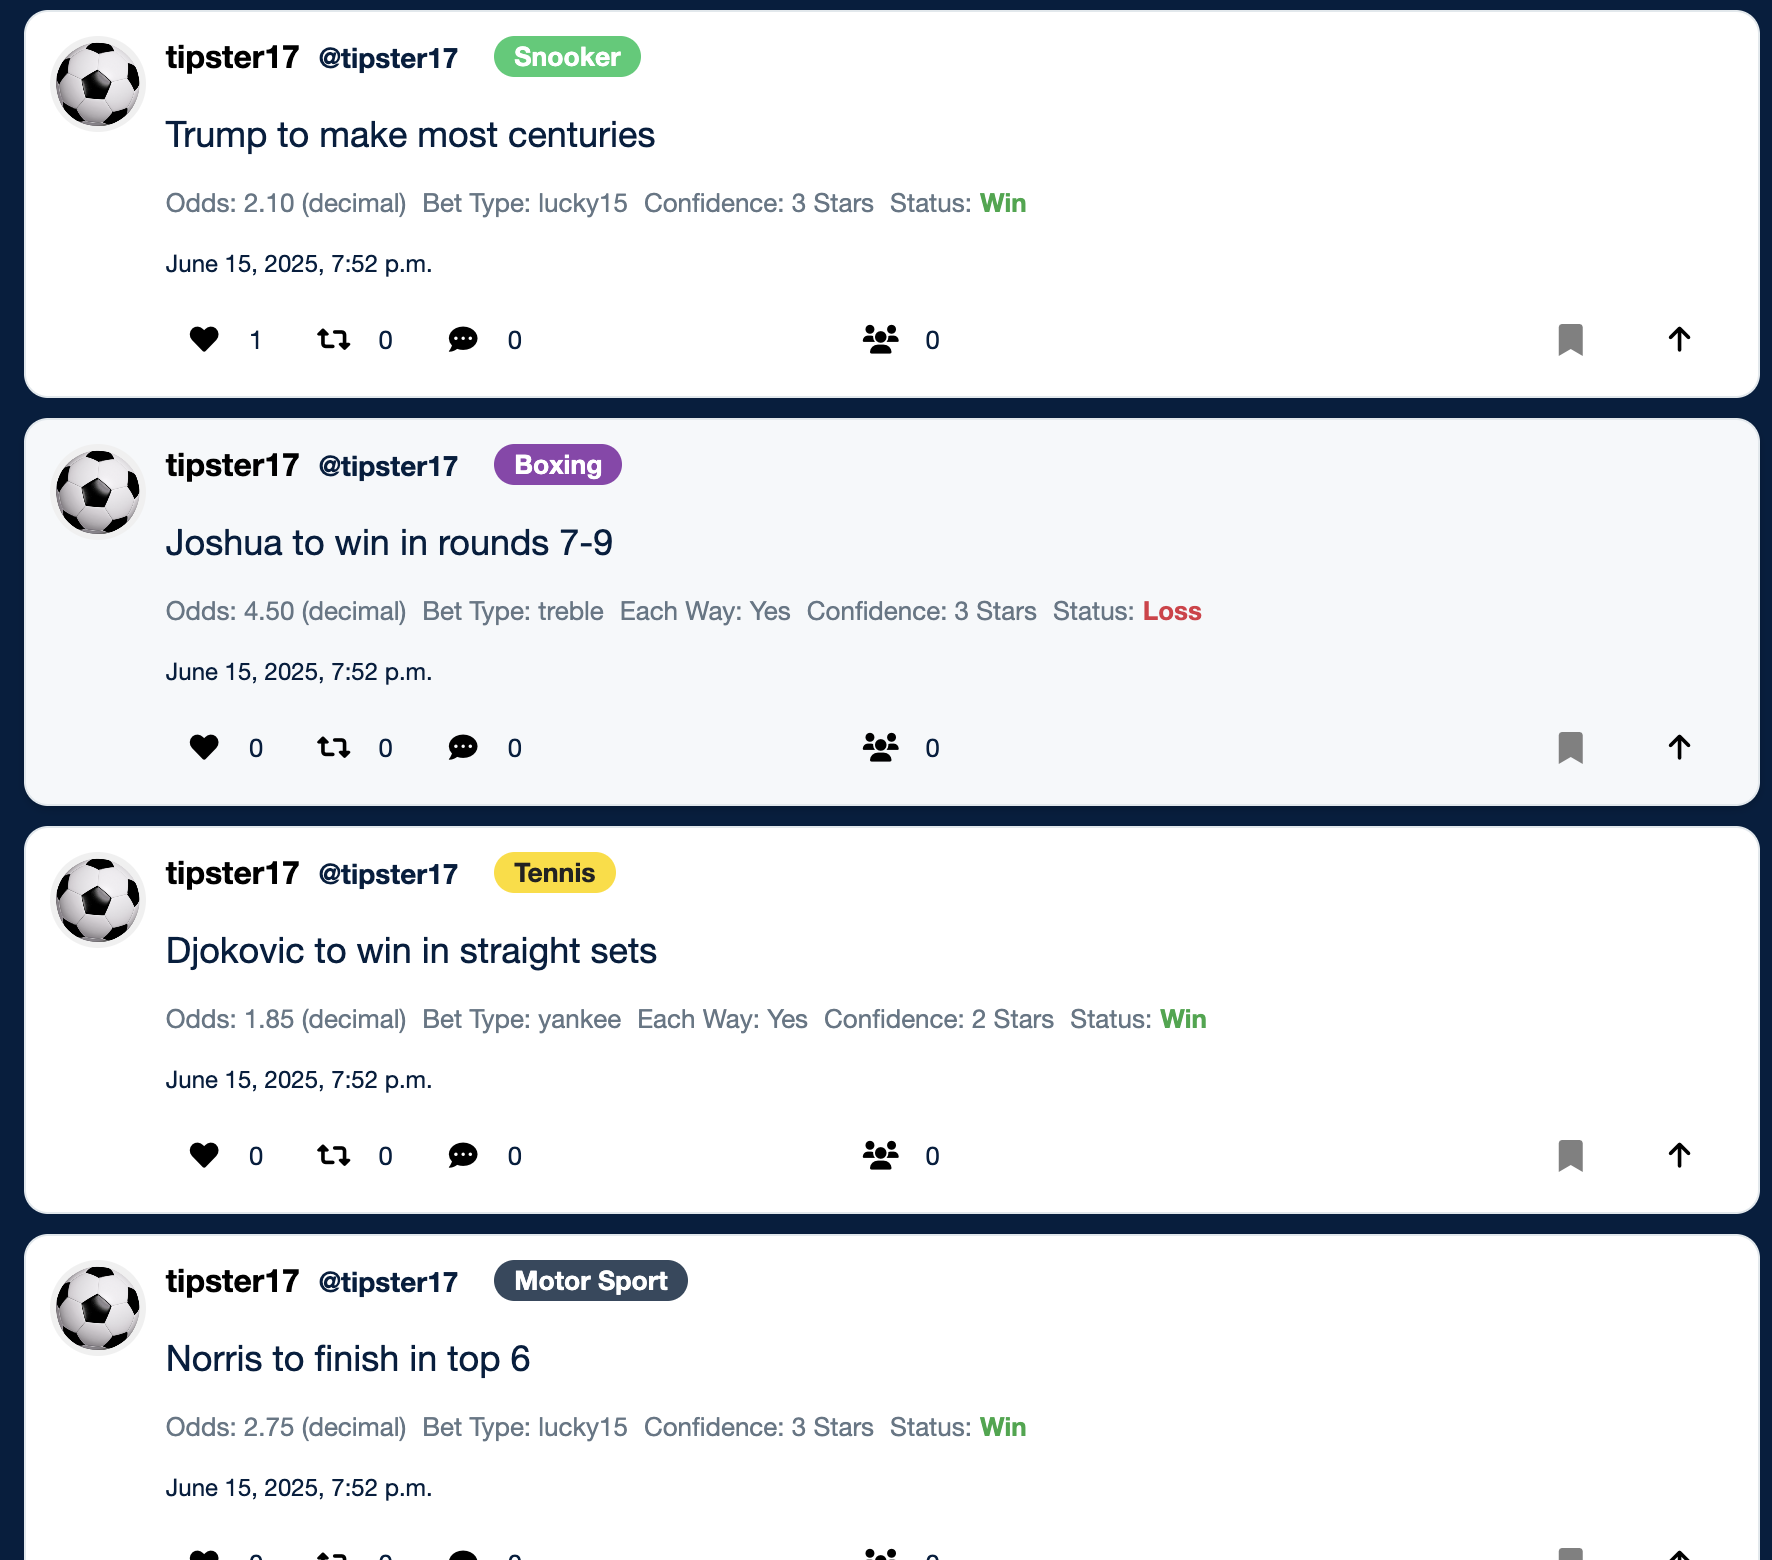 tipster17 @tipster17 Snooker
Trump to make most centuries
Odds: 2.10 (decimal) Bet Type: lucky15 Confidence: 3 Stars Status: Win
June 15, 2025, 7:52 p.m.
1 0 0 0
tipster17 @tipster17 Boxing
Joshua to win in rounds 7-9
Odds: 4.50 (decimal) Bet Type: treble Each Way: Yes Confidence: 3 Stars Status: Loss
June 15, 2025, 7:52 p.m.
0 0 0 0
tipster17 @tipster17 Tennis
Djokovic to win in straight sets
Odds: 1.85 (decimal) Bet Type: yankee Each Way: Yes Confidence: 2 Stars Status: Win
June 15, 2025, 7:52 p.m.
0 0 0 0
tipster17 @tipster17 Motor Sport
Norris to finish in top 6
Odds: 2.75 (decimal) Bet Type: lucky15 Confidence: 3 Stars Status: Win
June 15, 2025, 7:52 p.m.